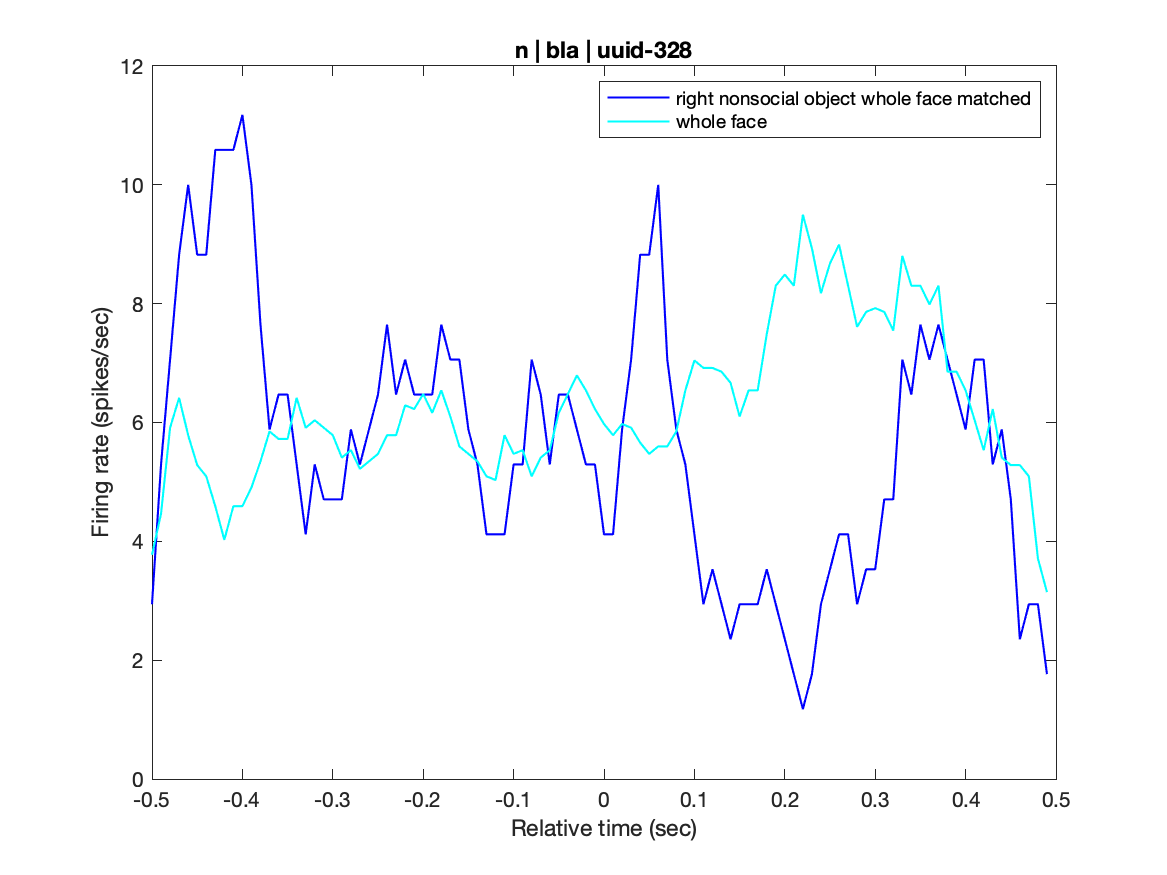 n | bla | uuid-328
right nonsocial object whole face matched
whole face
Firing rate (spikes/sec)
12
10
8
6
4
2
0
-0.5 -0.4 -0.3 -0.2 -0.1 0 0.1 0.2 0.3 0.4 0.5
Relative time (sec)